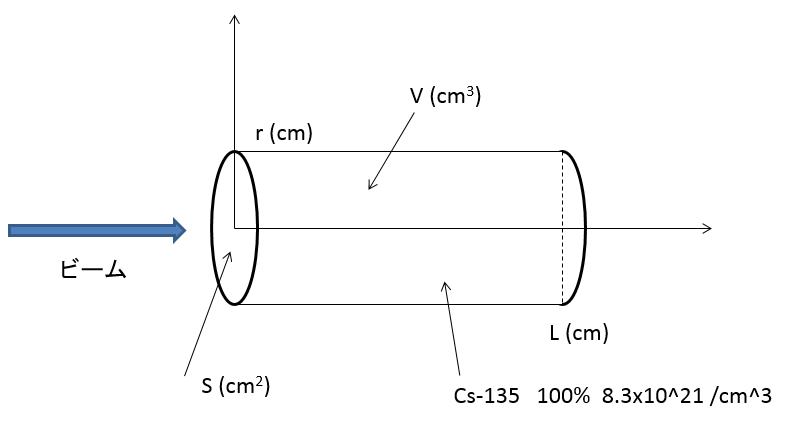 V (cm³)
r (cm)
ビーム
L (cm)
S (cm²)
Cs-135 100% 8.3x10^21 /cm^3